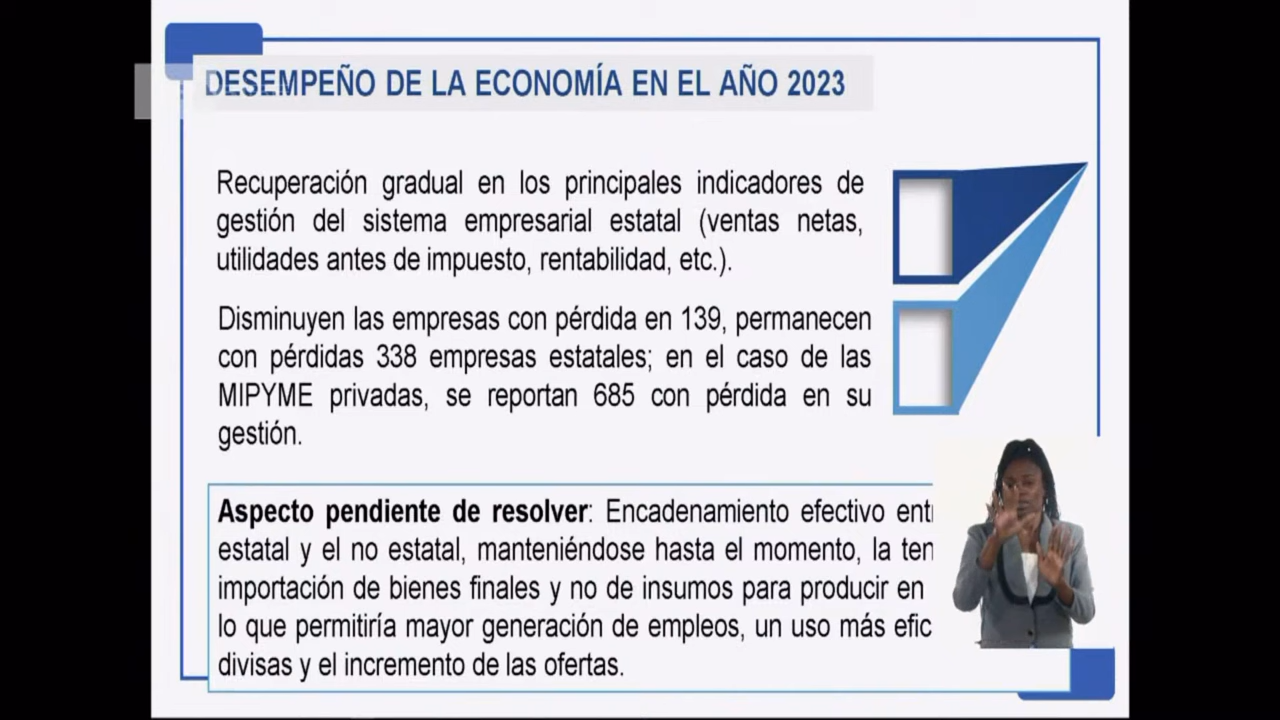 DESEMPEÑO DE LA ECONOMÍA EN EL AÑO 2023
Recuperación gradual en los principales indicadores de
gestión del sistema empresarial estatal (ventas netas,
utilidades antes de impuesto, rentabilidad, etc.).
Disminuyen las empresas con pérdida en 139, permanecen
con pérdidas 338 empresas estatales; en el caso de las
MIPYME privadas, se reportan 685 con pérdida en su
gestión.
Aspecto pendiente de resolver: Encadenamiento efectivo
estatal y el no estatal, manteniéndose hasta el momento, la
importación de bienes finales y no de insumos para producir en
lo que permitiría mayor generación de empleos, un uso más
divisas y el incremento de las ofertas.